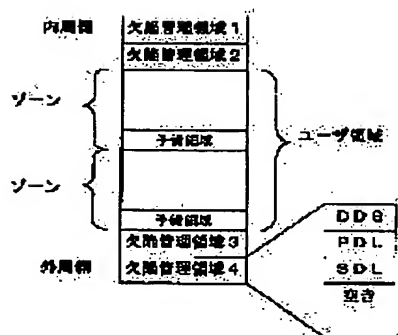 内周側
欠陥管理領域1
欠陥管理領域2
ゾーン
予備領域
ユーザ領域
ゾーン
予備領域
欠陥管理領域3
外周側
欠陥管理領域4
DDS
PDL
SDL
空き